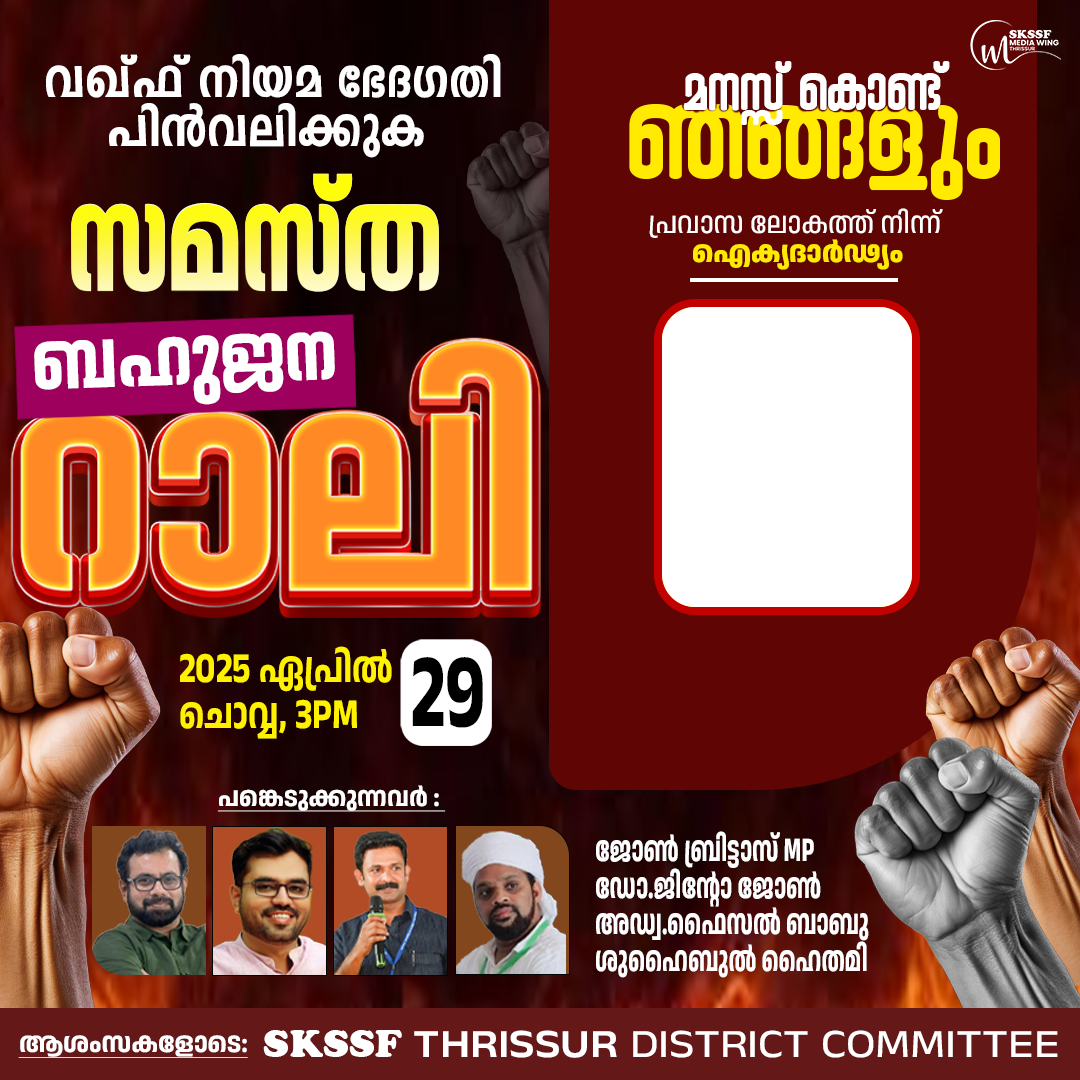 വഖ്ഫ് നിയമ ഭേദഗതി
പിൻവലിക്കുക
സമസ്ത
ബഹുജന
റാലി
2025 ഏപ്രിൽ
ചൊവ്വ, 3PM
29
SKSSF
MEDIA WING
THRISSUR
മനസ്സ് കൊണ്ട്
ഞങ്ങളും
പ്രവാസ ലോകത്ത് നിന്ന്
ഐക്യദാർഢ്യം
പങ്കെടുക്കുന്നവർ :
ജോൺ ബ്രിട്ടാസ് MP
ഡോ.ജിന്റോ ജോൺ
അഡ്വ.ഫൈസൽ ബാബു
ശുഹൈബുൽ ഹൈതമി
ആശംസകളോടെ: SKSSF THRISSUR DISTRICT COMMITTEE